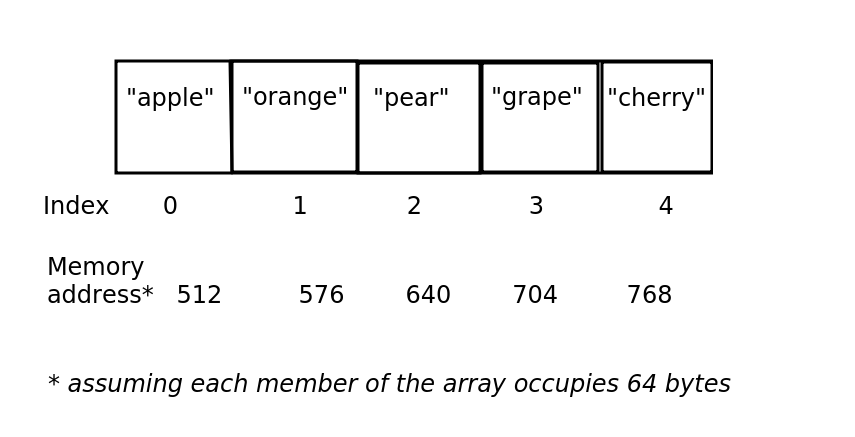 "apple" "orange" "pear" "grape" "cherry"
Index 0 1 2 3 4
Memory
address* 512 576 640 704 768
* assuming each member of the array occupies 64 bytes